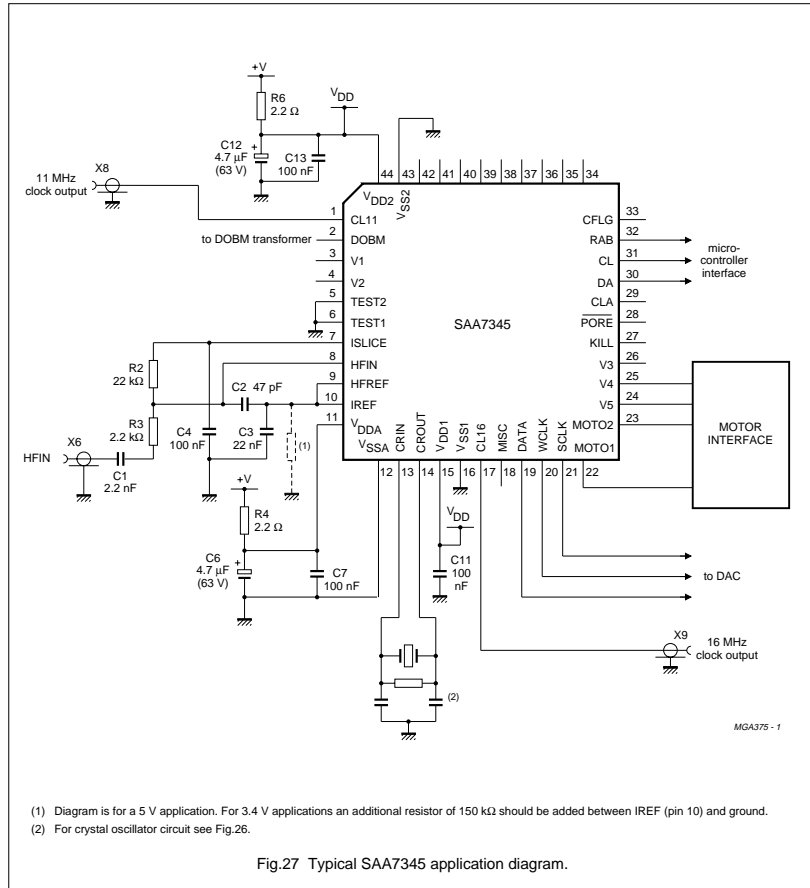 +V
R6
2.2 Ω
VDD
C12
4.7 µF
(63 V)
C13
100 nF
44 43 42 41 40 39 38 37 36 35 34
VDD2
VSS2
11 MHz
clock output
X8
1 CL11
to DOBM transformer
2 DOBM
3 V1
4 V2
5 TEST2
6 TEST1
7 ISLICE
8 HFIN
9 HFREF
10 IREF
11 VDDA
VSSA
CRIN
CROUT
VDD1
VSS1
CL16
MISC
DATA
WCLK
SCLK
MOTO1
12 13 14 15 16 17 18 19 20 21 22
SAA7345
CFLG 33
RAB 32
CL 31
DA 30
CLA 29
PORE 28
KILL 27
V3 26
V4 25
V5 24
MOTO2 23
micro-
controller
interface
MOTOR
INTERFACE
R2
22 kΩ
R3
2.2 kΩ
C2 47 pF
HFIN
X6
C1
2.2 nF
C4
100 nF
C3
22 nF
(1)
+V
R4
2.2 Ω
C6
4.7 µF
(63 V)
C7
100 nF
VDD
C11
100
nF
to DAC
X9
16 MHz
clock output
(2)
MGA375 - 1
(1) Diagram is for a 5 V application. For 3.4 V applications an additional resistor of 150 kΩ should be added between IREF (pin 10) and ground.
(2) For crystal oscillator circuit see Fig.26.
Fig.27 Typical SAA7345 application diagram.